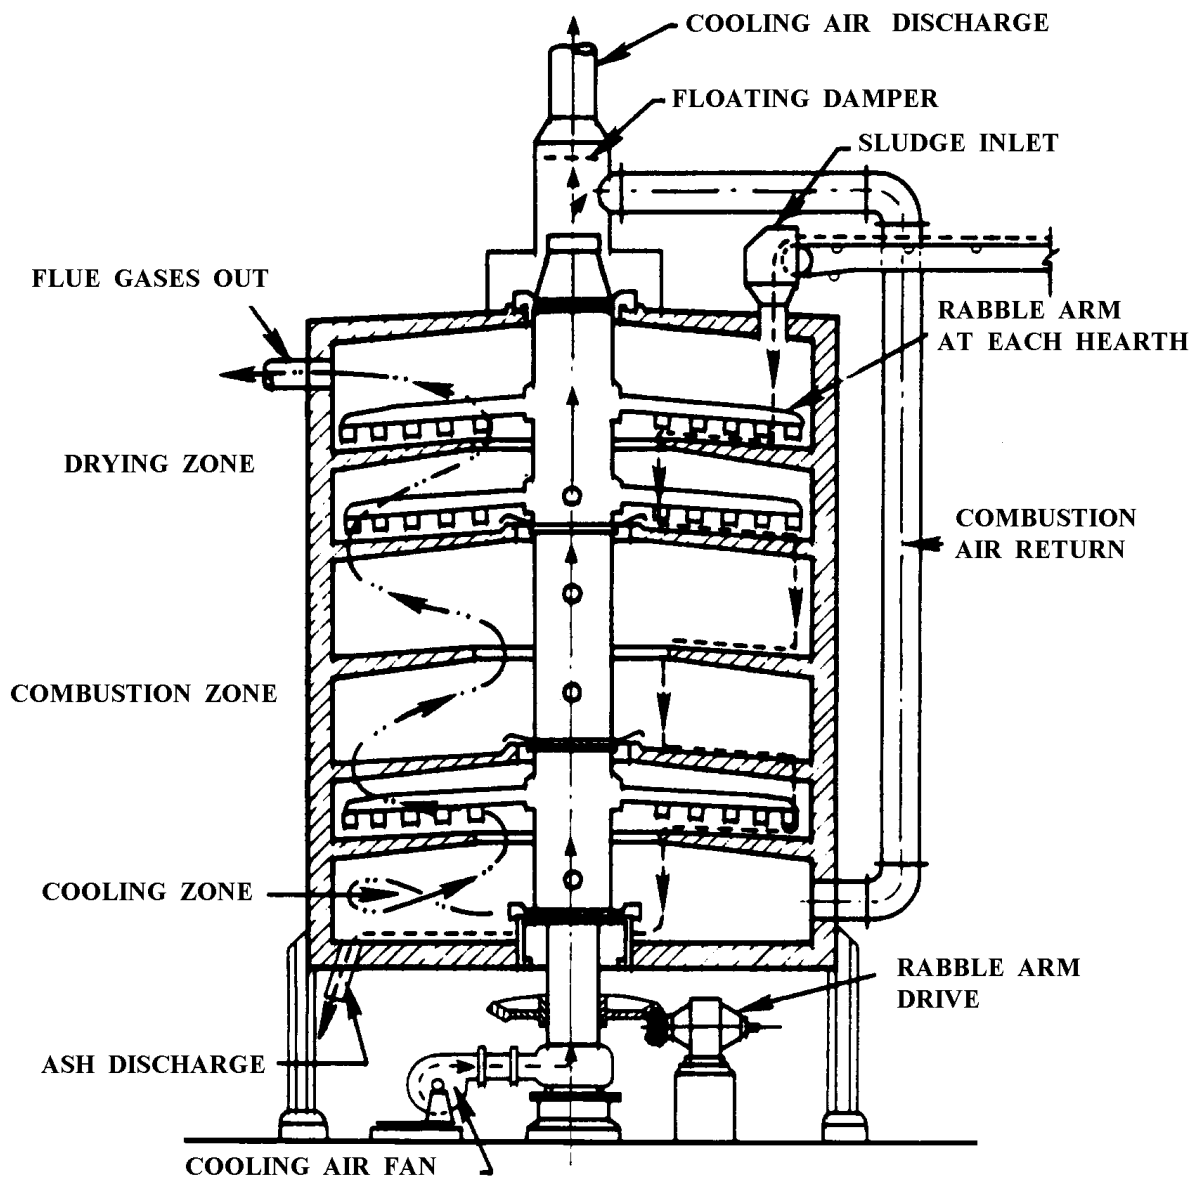 COOLING AIR DISCHARGE
FLOATING DAMPER
SLUDGE INLET
FLUE GASES OUT
RABBLE ARM
AT EACH HEARTH
DRYING ZONE
COMBUSTION
AIR RETURN
COMBUSTION ZONE
COOLING ZONE
RABBLE ARM
DRIVE
ASH DISCHARGE
COOLING AIR FAN